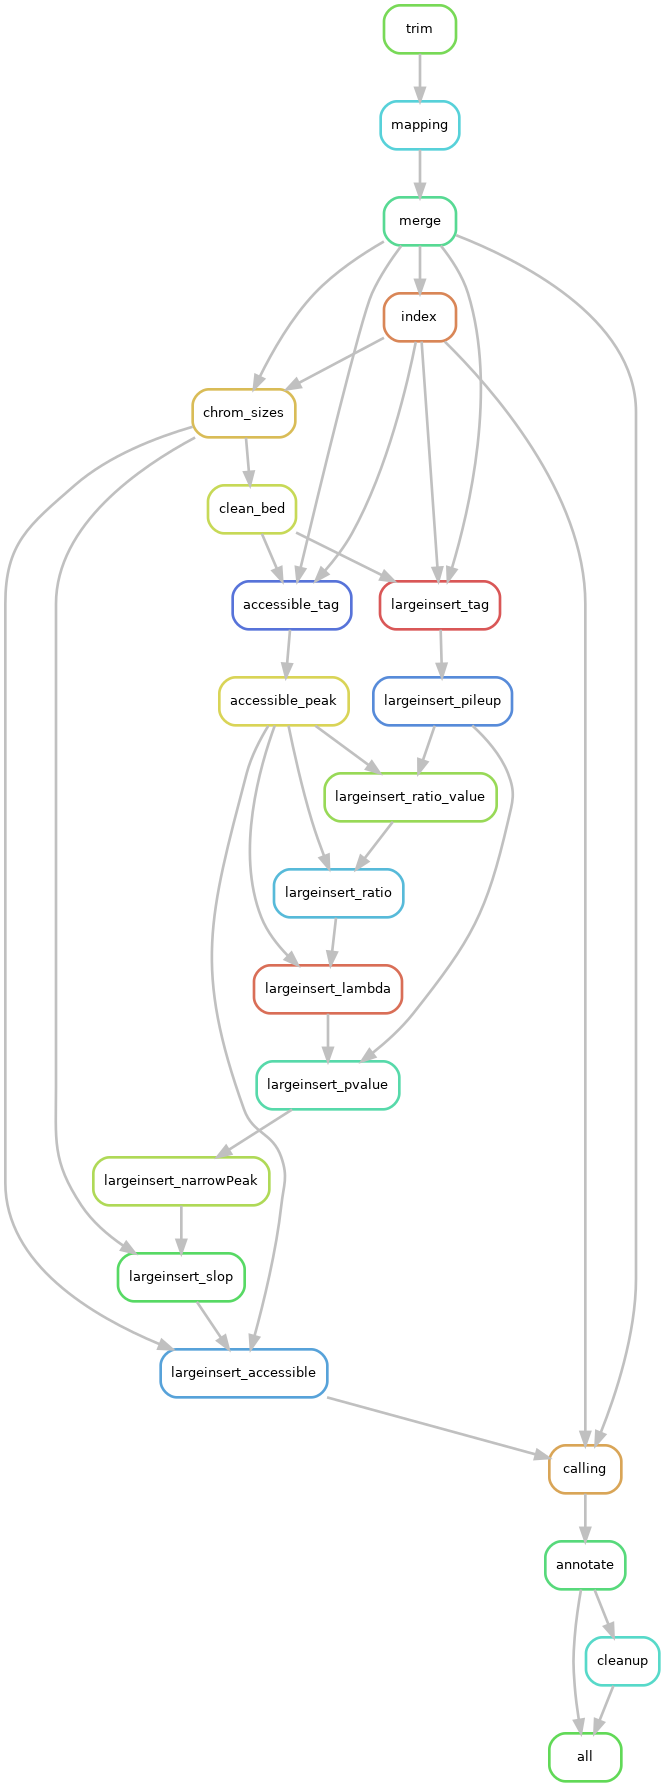 trim
mapping
merge
index
chrom_sizes
clean_bed
accessible_tag
largeinsert_tag
accessible_peak
largeinsert_pileup
largeinsert_ratio_value
largeinsert_ratio
largeinsert_lambda
largeinsert_pvalue
largeinsert_narrowPeak
largeinsert_slop
largeinsert_accessible
calling
annotate
cleanup
all